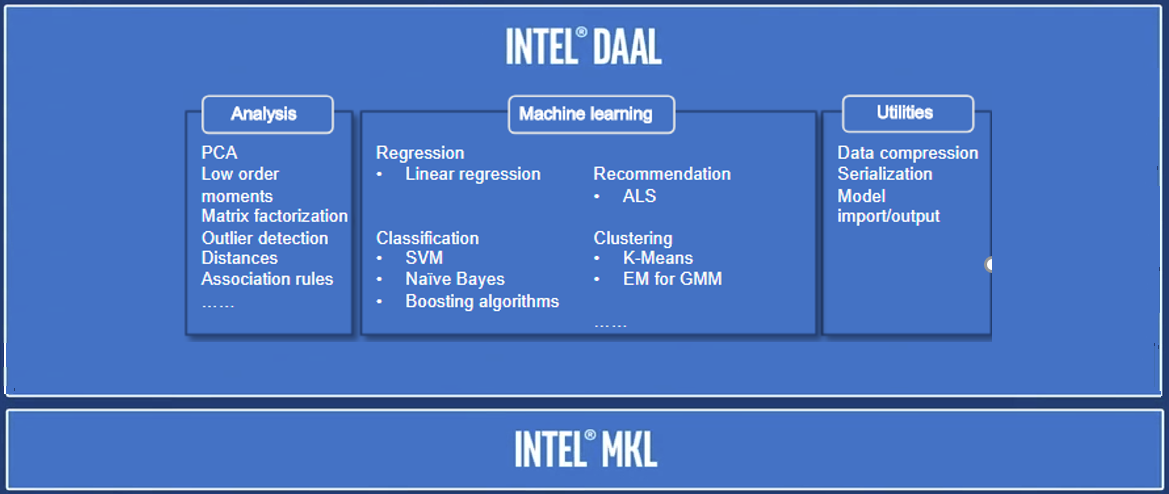 INTEL® DAAL
Analysis
PCA
Low order
moments
Matrix factorization
Outlier detection
Distances
Association rules
……
Machine learning
Regression
• Linear regression
Classification
• SVM
• Naïve Bayes
• Boosting algorithms
Recommendation
• ALS
Clustering
• K-Means
• EM for GMM
……
Utilities
Data compression
Serialization
Model
import/output
INTEL® MKL